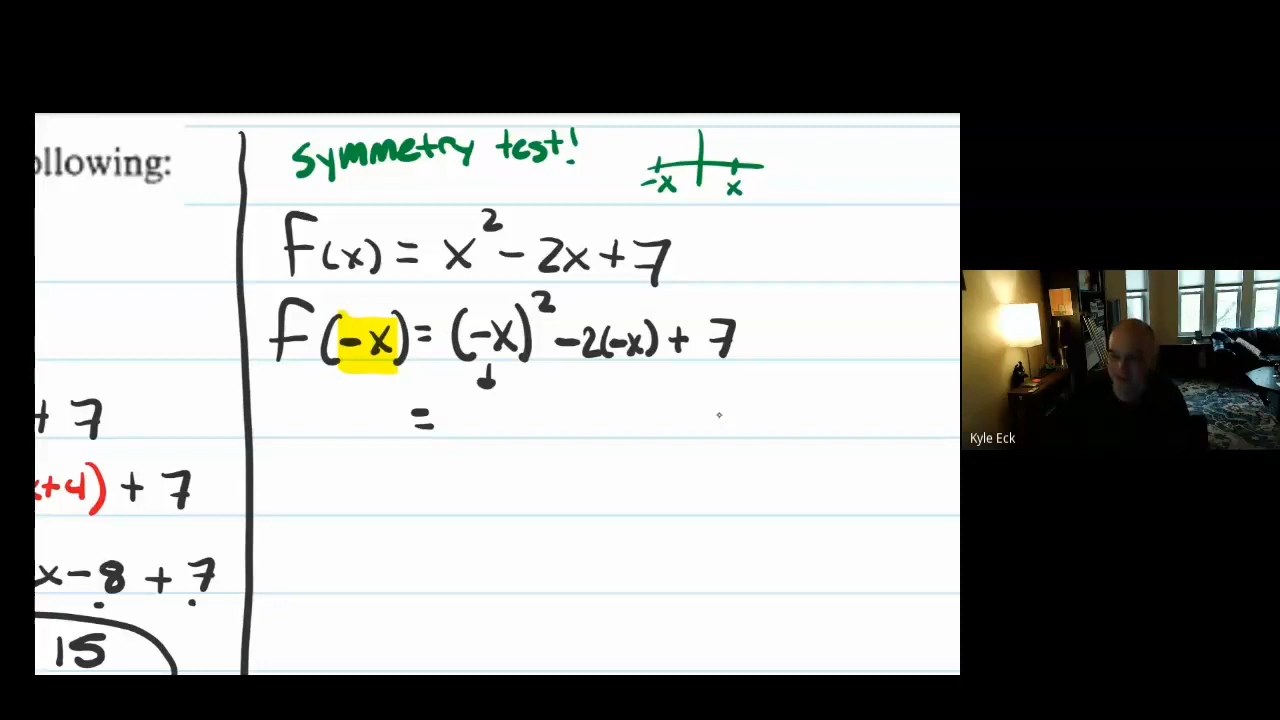 ollowing:
+ 7
x+4) + 7
x - 8 + 7
15
symmetry test!
-x x
f(x) = x² - 2x + 7
f(-x) = (-x)² - 2(-x) + 7
=
Kyle Eck